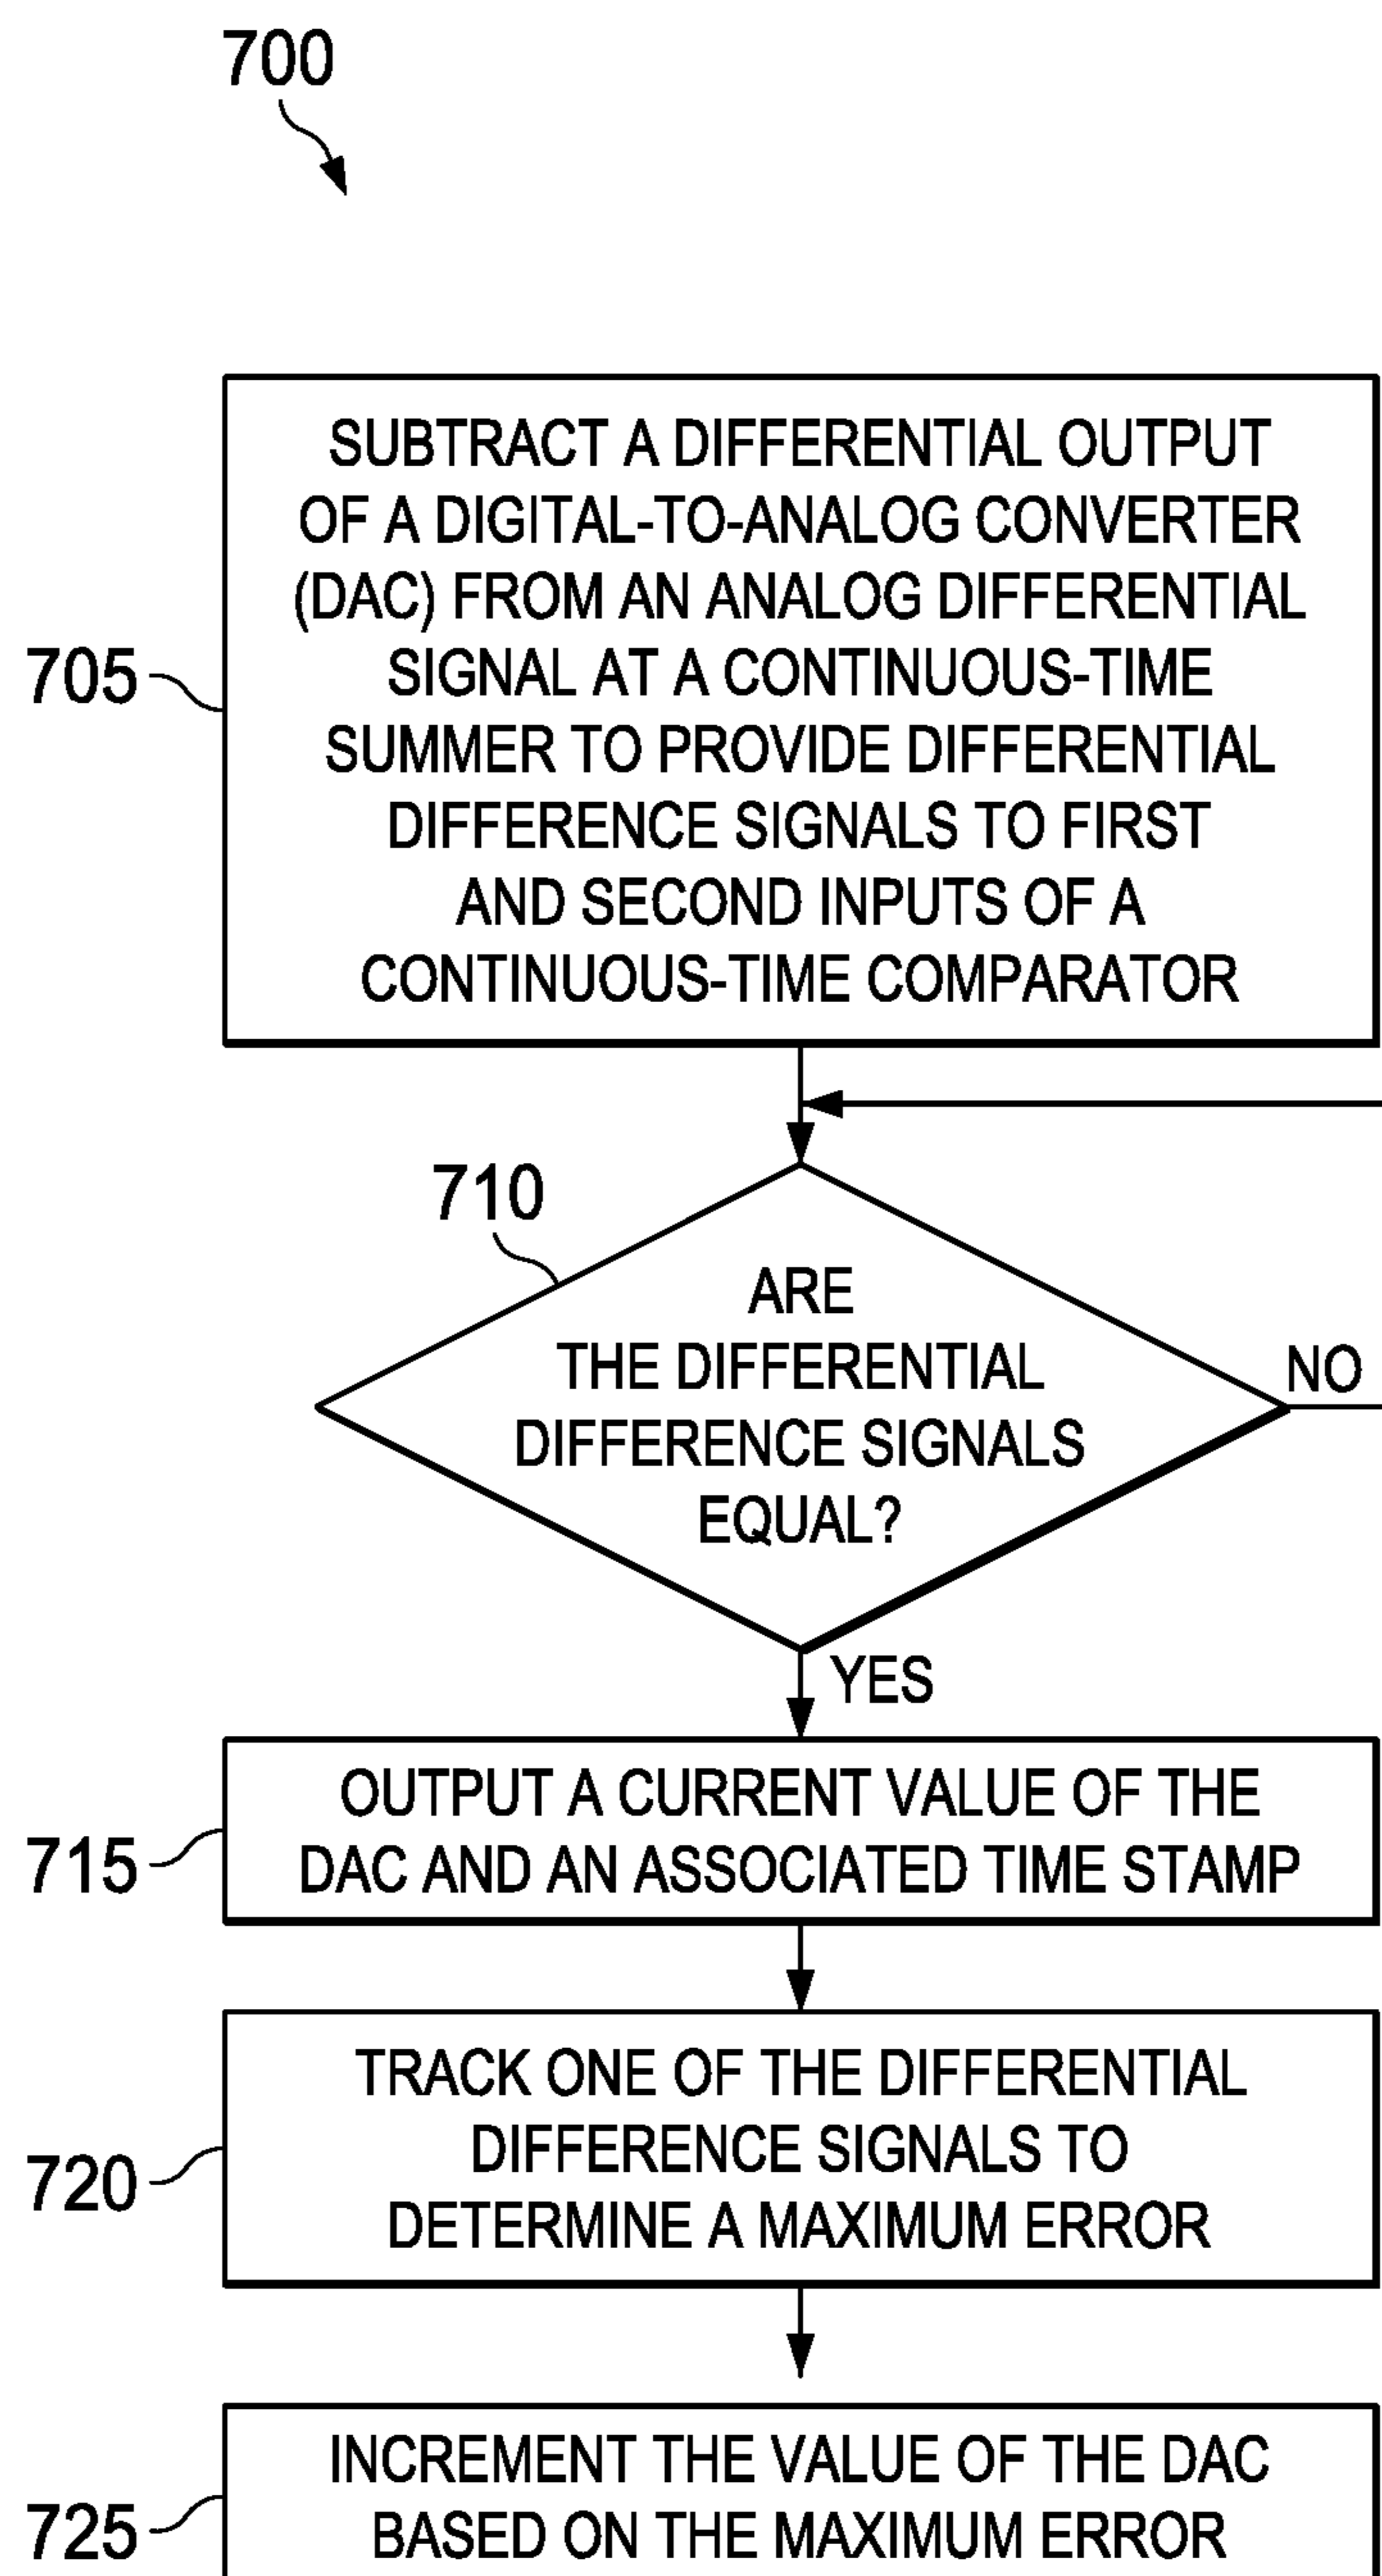 700
705
SUBTRACT A DIFFERENTIAL OUTPUT
OF A DIGITAL-TO-ANALOG CONVERTER
(DAC) FROM AN ANALOG DIFFERENTIAL
SIGNAL AT A CONTINUOUS-TIME
SUMMER TO PROVIDE DIFFERENTIAL
DIFFERENCE SIGNALS TO FIRST
AND SECOND INPUTS OF A
CONTINUOUS-TIME COMPARATOR
710
ARE
THE DIFFERENTIAL
DIFFERENCE SIGNALS
EQUAL?
NO
YES
715
OUTPUT A CURRENT VALUE OF THE
DAC AND AN ASSOCIATED TIME STAMP
720
TRACK ONE OF THE DIFFERENTIAL
DIFFERENCE SIGNALS TO
DETERMINE A MAXIMUM ERROR
725
INCREMENT THE VALUE OF THE DAC
BASED ON THE MAXIMUM ERROR